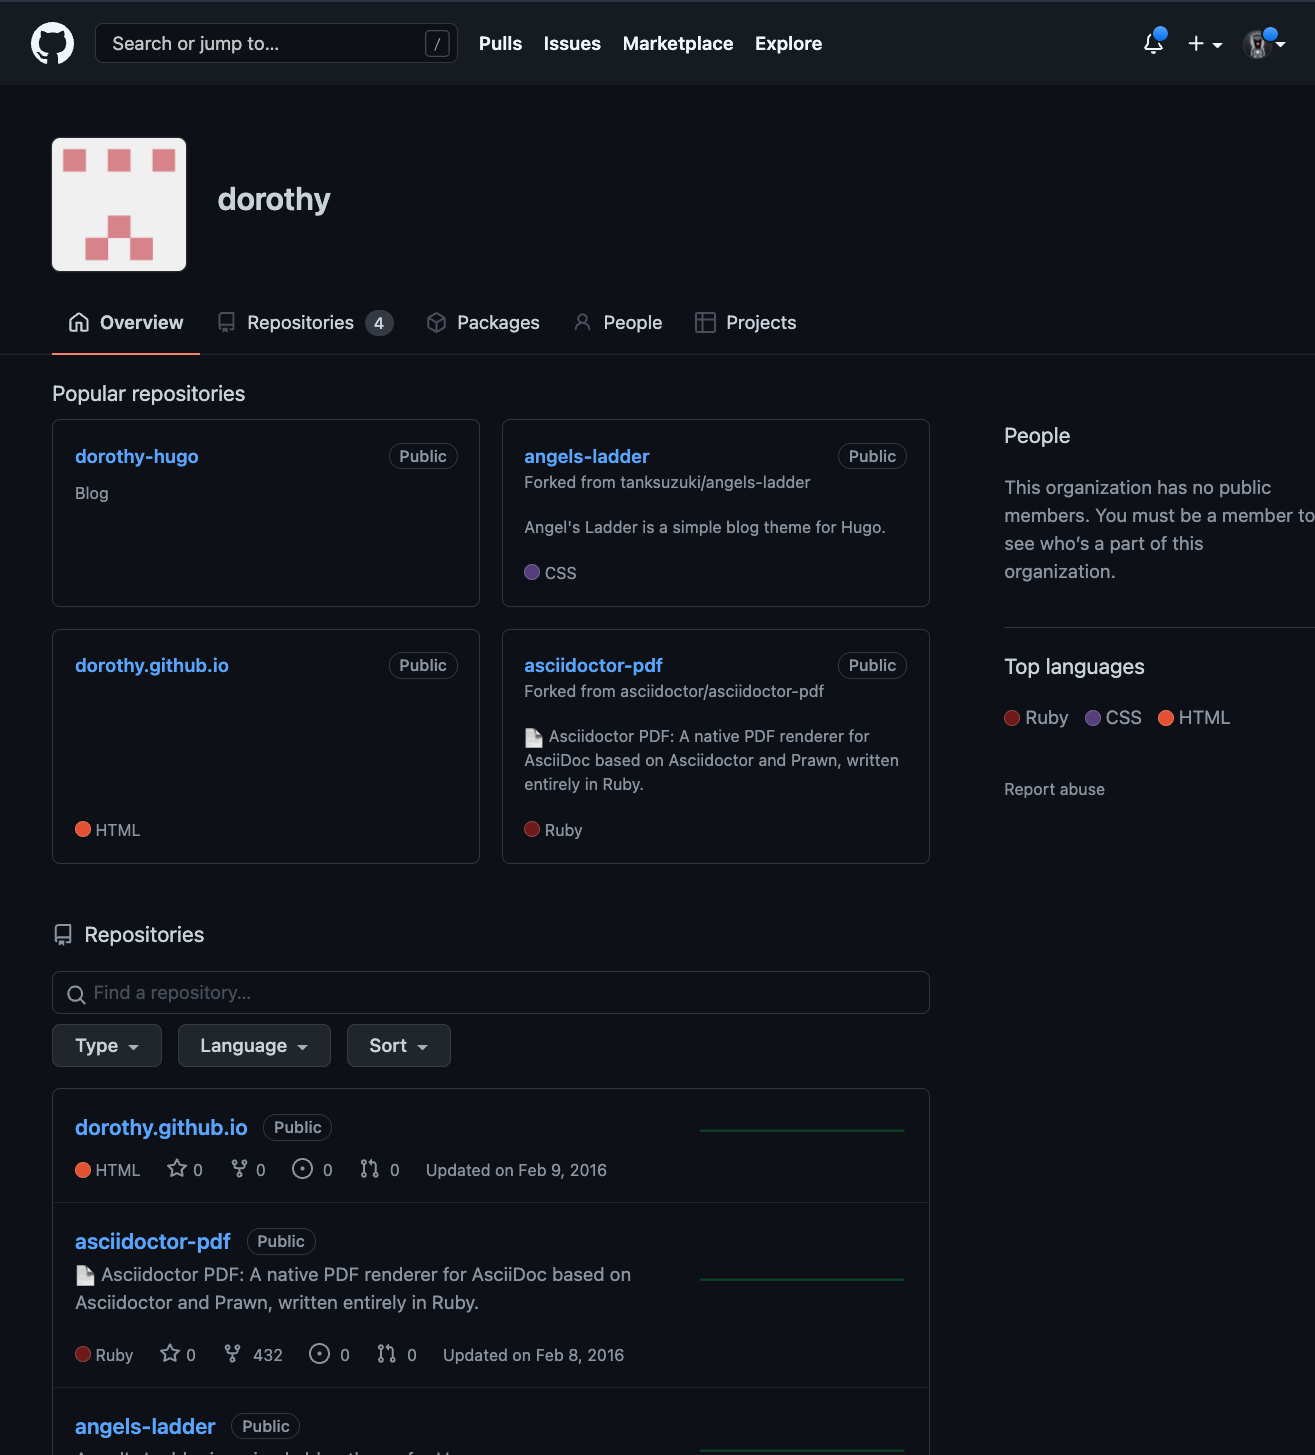 Search or jump to... /
Pulls Issues Marketplace Explore
dorothy
Overview Repositories 4 Packages People Projects
Popular repositories
dorothy-hugo Public
Blog
angels-ladder Public
Forked from tanksuzuki/angels-ladder
Angel's Ladder is a simple blog theme for Hugo.
CSS
dorothy.github.io Public
HTML
asciidoctor-pdf Public
Forked from asciidoctor/asciidoctor-pdf
Asciidoctor PDF: A native PDF renderer for
AsciiDoc based on Asciidoctor and Prawn, written
entirely in Ruby.
Ruby
People
This organization has no public
members. You must be a member to
see who’s a part of this
organization.
Top languages
Ruby CSS HTML
Report abuse
Repositories
Find a repository...
Type Language Sort
dorothy.github.io Public
HTML 0 0 0 0 Updated on Feb 9, 2016
asciidoctor-pdf Public
Asciidoctor PDF: A native PDF renderer for AsciiDoc based on
Asciidoctor and Prawn, written entirely in Ruby.
Ruby 0 432 0 0 Updated on Feb 8, 2016
angels-ladder Public